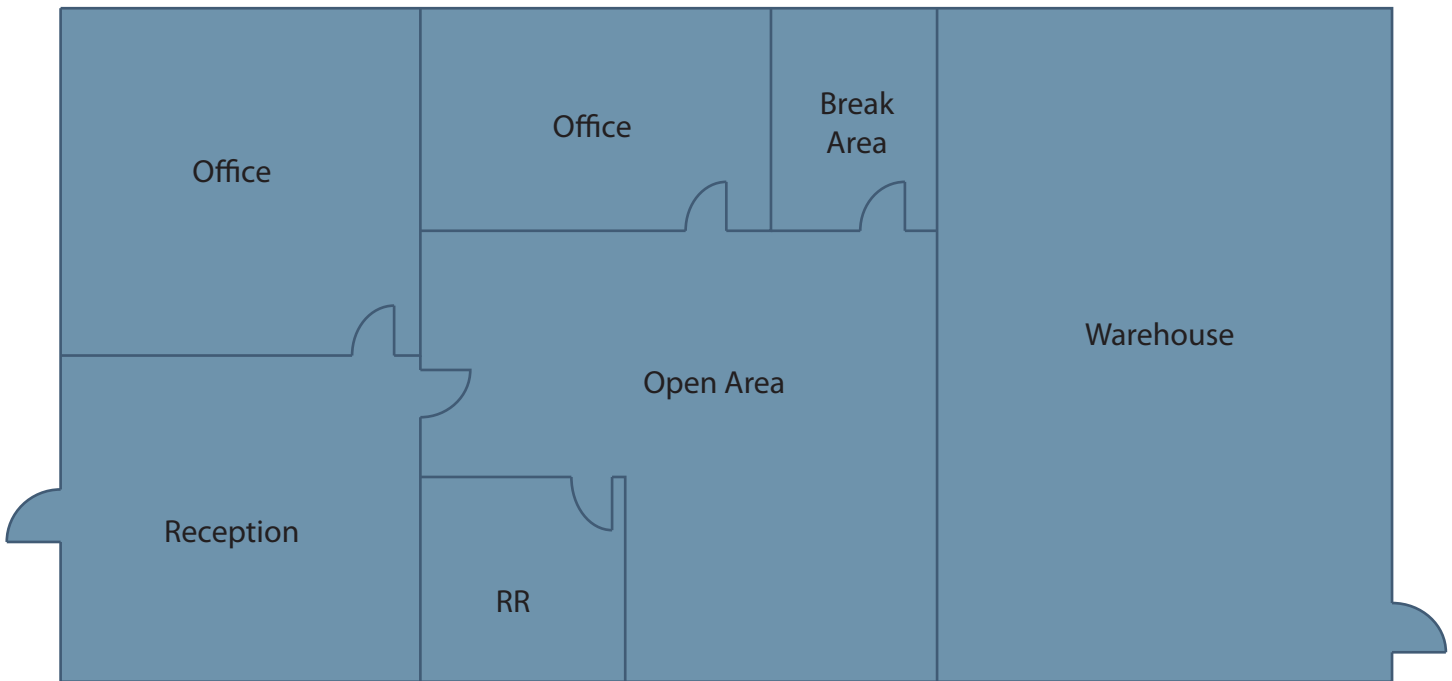 Office
Office
Break
Area
Warehouse
Open Area
Reception
RR